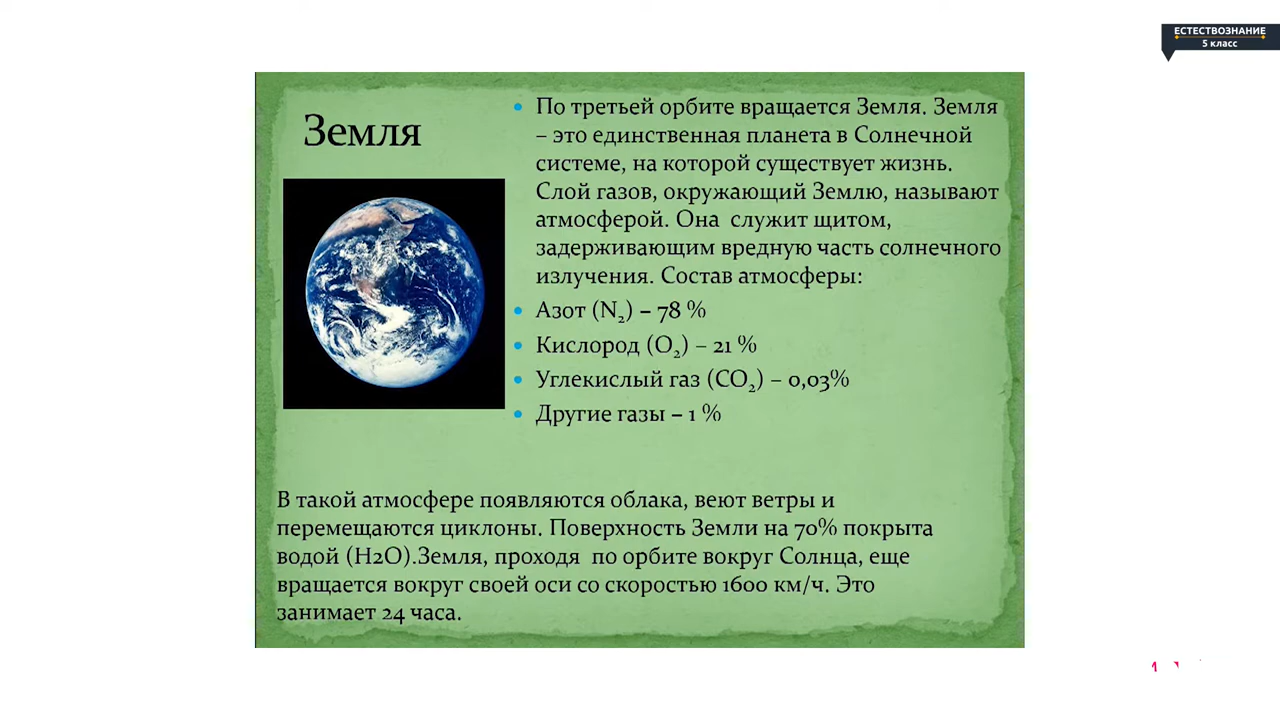 ЕСТЕСТВОЗНАНИЕ
5 класс
Земля
По третьей орбите вращается Земля. Земля
– это единственная планета в Солнечной
системе, на которой существует жизнь.
Слой газов, окружающий Землю, называют
атмосферой. Она служит щитом,
задерживающим вредную часть солнечного
излучения. Состав атмосферы:
Азот (N₂) – 78 %
Кислород (O₂) – 21 %
Углекислый газ (CO₂) – 0,03%
Другие газы – 1 %
В такой атмосфере появляются облака, веют ветры и
перемещаются циклоны. Поверхность Земли на 70% покрыта
водой (H2O).Земля, проходя по орбите вокруг Солнца, еще
вращается вокруг своей оси со скоростью 1600 км/ч. Это
занимает 24 часа.